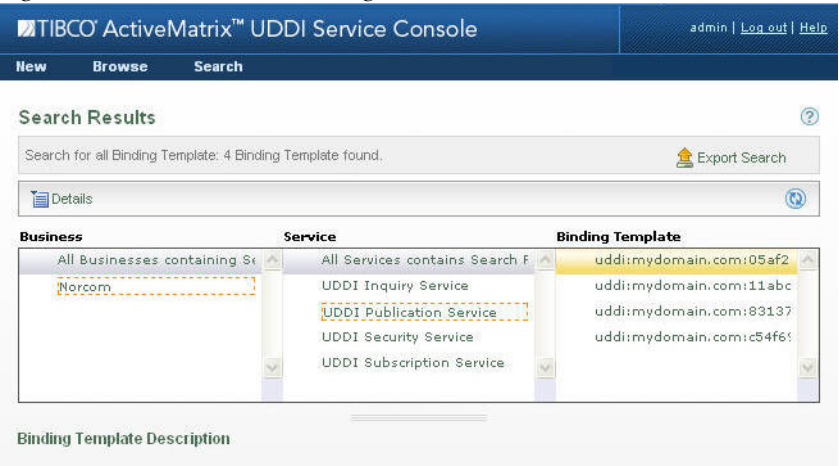 TIBCO® ActiveMatrix™ UDDI Service Console
admin | Log out | Help
New Browse Search
Search Results
Search for all Binding Template: 4 Binding Template found.
Export Search
Details
Business Service Binding Template
All Businesses containing Se
Norcom
All Services contains Search F
UDDI Inquiry Service
UDDI Publication Service
UDDI Security Service
UDDI Subscription Service
uddi:mydomain.com:05af2
uddi:mydomain.com:11abc
uddi:mydomain.com:83137
uddi:mydomain.com:c54f69
Binding Template Description